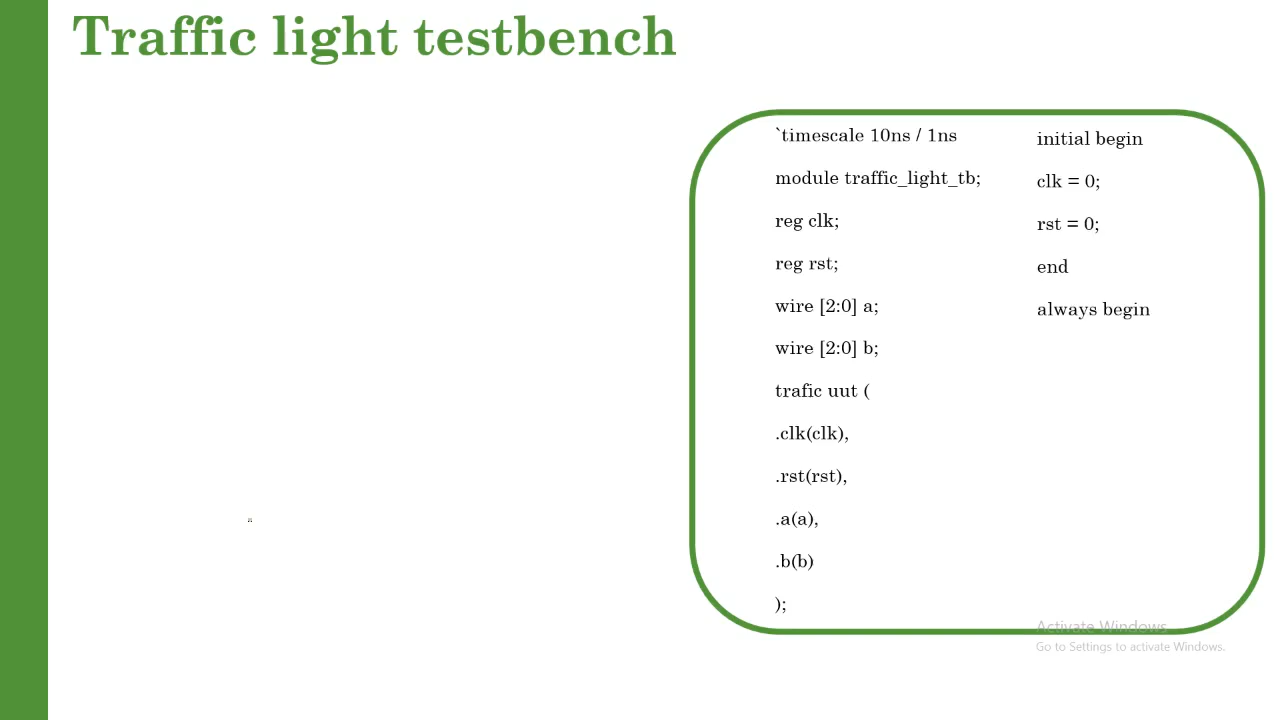 Traffic light testbench
`timescale 10ns / 1ns
module traffic_light_tb;
reg clk;
reg rst;
wire [2:0] a;
wire [2:0] b;
trafic uut (
.clk(clk),
.rst(rst),
.a(a),
.b(b)
);
initial begin
clk = 0;
rst = 0;
end
always begin
Activate Windows
Go to Settings to activate Windows.